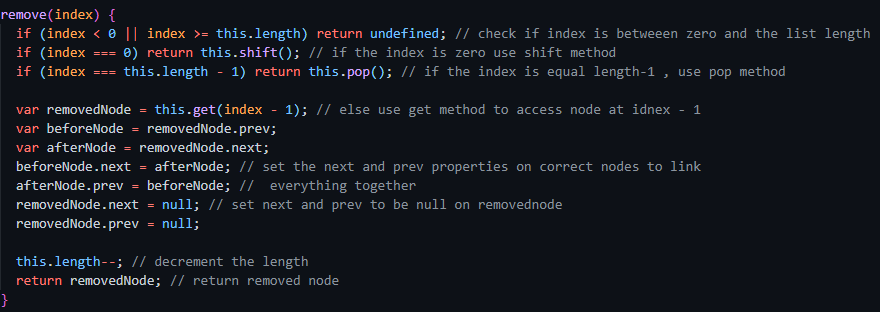 remove(index) {
if (index < 0 || index >= this.length) return undefined; // check if index is betweeen zero and the list length
if (index === 0) return this.shift(); // if the index is zero use shift method
if (index === this.length - 1) return this.pop(); // if the index is equal length-1 , use pop method
var removedNode = this.get(index - 1); // else use get method to access node at idnex - 1
var beforeNode = removedNode.prev;
var afterNode = removedNode.next;
beforeNode.next = afterNode; // set the next and prev properties on correct nodes to link
afterNode.prev = beforeNode; //  everything together
removedNode.next = null; // set next and prev to be null on removednode
removedNode.prev = null;
this.length--; // decrement the length
return removedNode; // return removed node
}